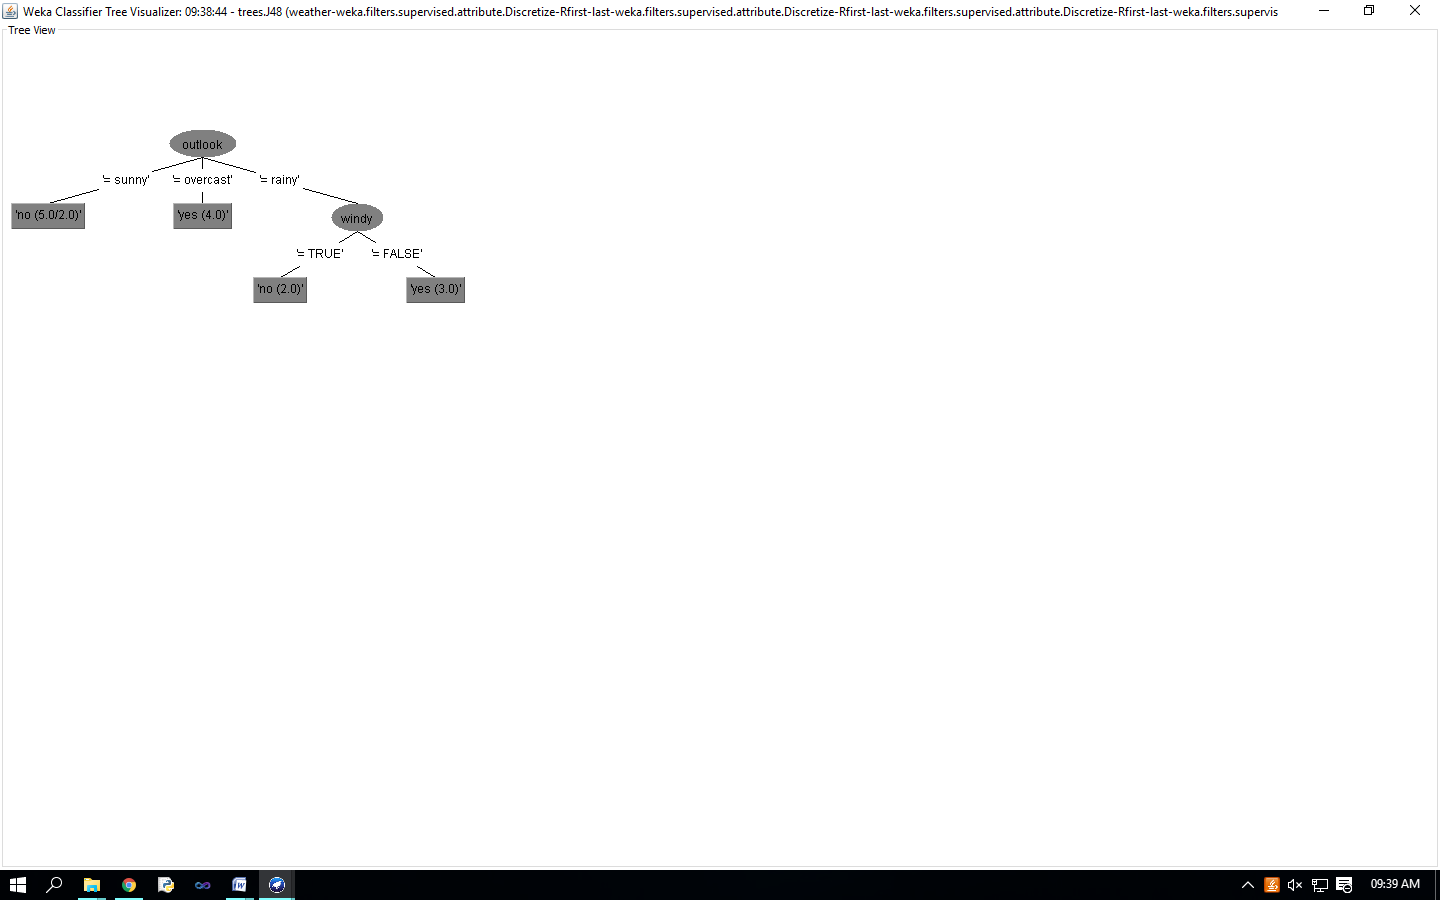 Weka Classifier Tree Visualizer: 09:38:44 - trees.J48 (weather-weka.filters.supervised.attribute.Discretize-Rfirst-last-weka.filters.supervised.attribute.Discretize-Rfirst-last-weka.filters.supervised.attribute.Discretize-Rfirst-last-weka.filters.supervis
Tree View
outlook
'= sunny' '= overcast' '= rainy'
'no (5.0/2.0)' 'yes (4.0)' windy
'= TRUE' '= FALSE'
'no (2.0)' 'yes (3.0)'
09:39 AM